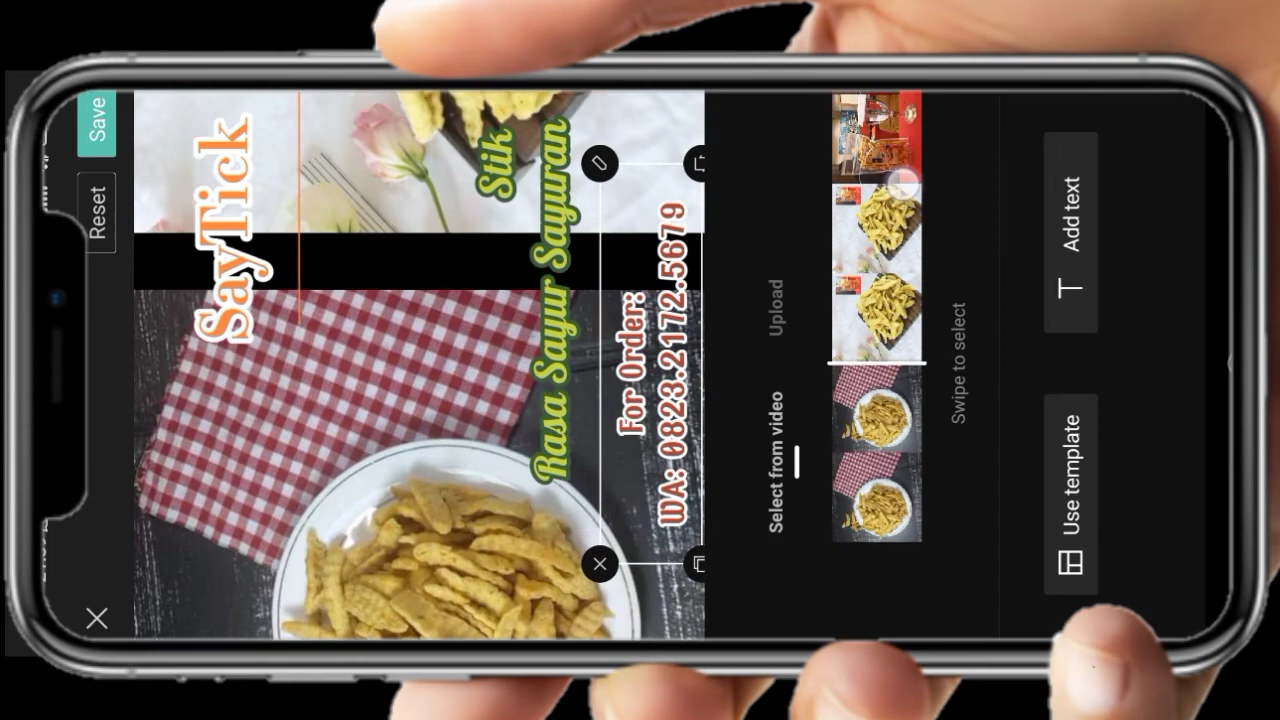 Reset Save
SayTick
Stik
Rasa Sayur Sayuran
For Order:
WA: 0823.2172.5679
Select from video Upload
Swipe to select
Use template Add text